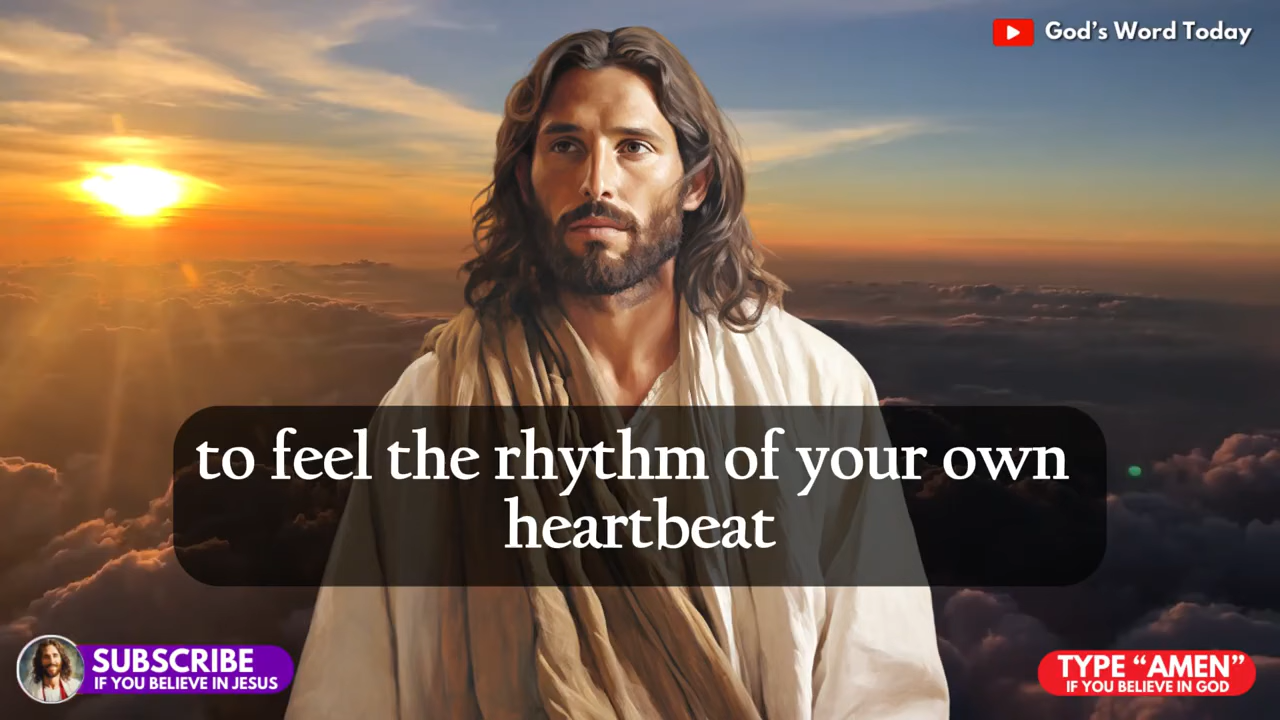 God's Word Today
to feel the rhythm of your own
heartbeat
SUBSCRIBE
IF YOU BELIEVE IN JESUS
TYPE “AMEN”
IF YOU BELIEVE IN GOD